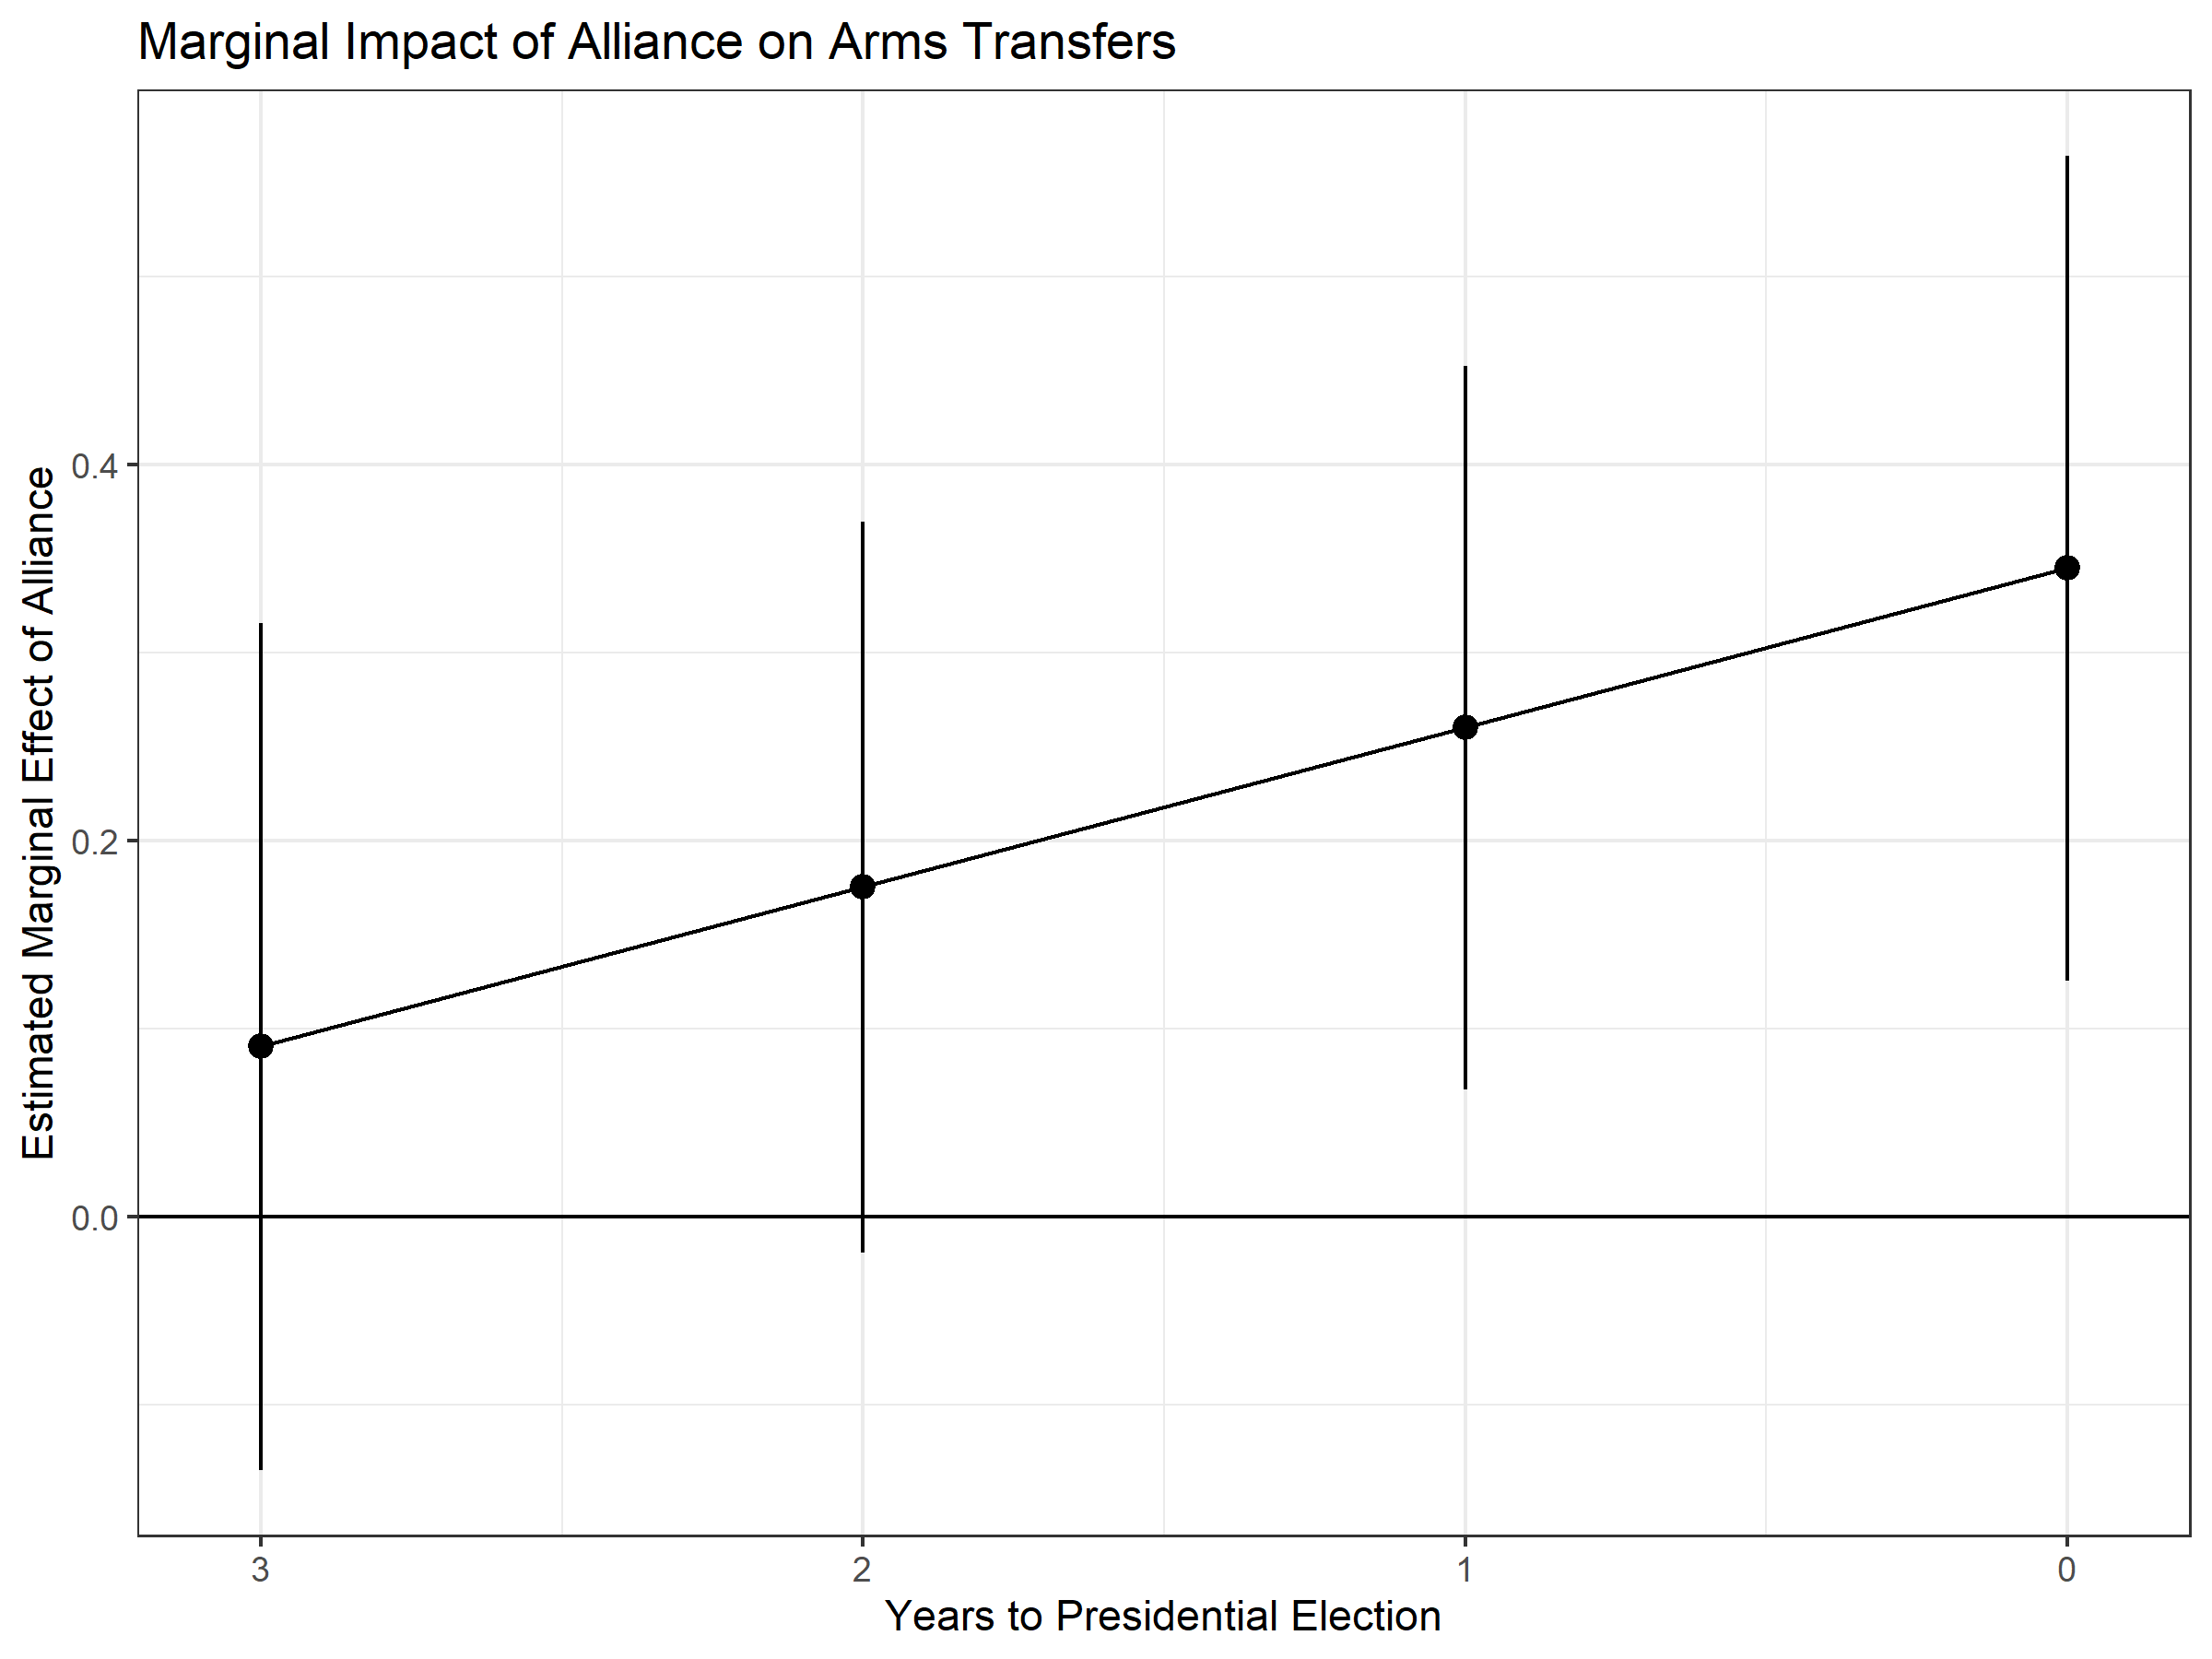 Marginal Impact of Alliance on Arms Transfers
Estimated Marginal Effect of Alliance
0.4
0.2
0.0
3 2 1 0
Years to Presidential Election